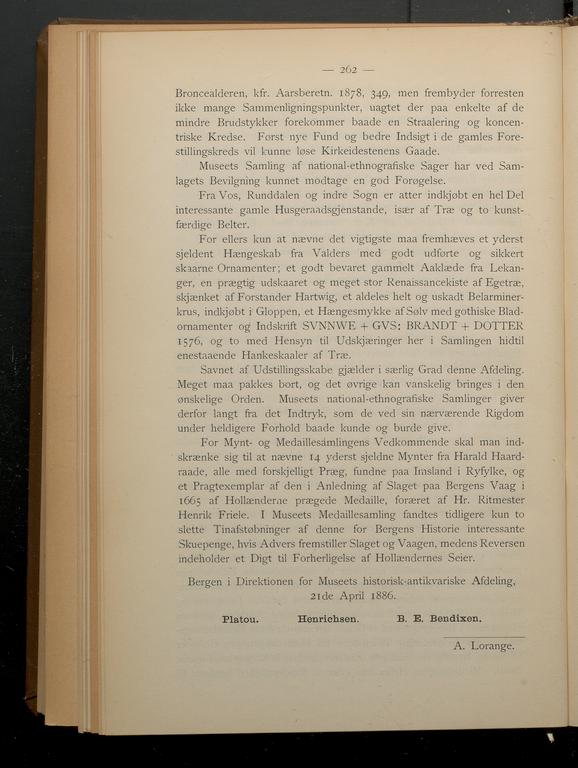 — 262 —
Broncealderen, kfr. Aarsberetn. 1878, 349, men frembyder forresten
ikke mange Sammenligningspunkter, uagtet der paa enkelte af de
mindre Brudstykker forekommer baade en Straalering og koncen-
triske Kredse. Først nye Fund og bedre Indsigt i de gamles Fore-
stillingskreds vil kunne løse Kirkeidestenens Gaade.
Museets Samling af national-ethnografiske Sager har ved Sam-
lagets Bevilgning kunnet modtage en god Forøgelse.
Fra Vos, Runddalen og indre Sogn er atter indkjøbt en hel Del
interessante gamle Husgeraadsgjenstande, især af Træ og to kunst-
færdige Belter.
For ellers kun at nævne det vigtigste maa fremhæves et yderst
sjeldent Hængeskab fra Valders med godt udførte og sikkert
skaarne Ornamenter; et godt bevaret gammelt Aaklæde fra Lekan-
ger, en prægtig udskaaret og meget stor Renaissancekiste af Egetræ,
skjænket af Forstander Hartwig, et aldeles helt og uskadt Belarminer-
krus, indkjøbt i Gloppen, et Hængesmykke af Sølv med gothiske Blad-
ornamenter og Indskrift SVNNWE + GVS: BRANDT + DOTTER
1576, og to med Hensyn til Udskjæringer her i Samlingen hidtil
enestaaende Hankeskaaler af Træ.
Savnet af Udstillingsskabe gjælder i særlig Grad denne Afdeling.
Meget maa pakkes bort, og det øvrige kan vanskelig bringes i den
ønskelige Orden. Museets national-ethnografiske Samlinger giver
derfor langt fra det Indtryk, som de ved sin nærværende Rigdom
under heldigere Forhold baade kunde og burde give.
For Mynt- og Medaillesamlingens Vedkommende skal man ind-
skrænke sig til at nævne 14 yderst sjeldne Mynter fra Harald Haard-
raade, alle med forskjelligt Præg, fundne paa Imsland i Ryfylke, og
et Pragtexemplar af den i Anledning af Slaget paa Bergens Vaag i
1665 af Hollænderne prægede Medaille, foræret af Hr. Ritmester
Henrik Friele. I Museets Medaillesamling fandtes tidligere kun to
slette Tinafstøbninger af denne for Bergens Historie interessante
Skuepenge, hvis Advers fremstiller Slaget og Vaagen, medens Reversen
indeholder et Digt til Forherligelse af Hollændernes Seier.
Bergen i Direktionen for Museets historisk-antikvariske Afdeling,
21de April 1886.
Platou. Henrichsen. B. E. Bendixen.
A. Lorange.